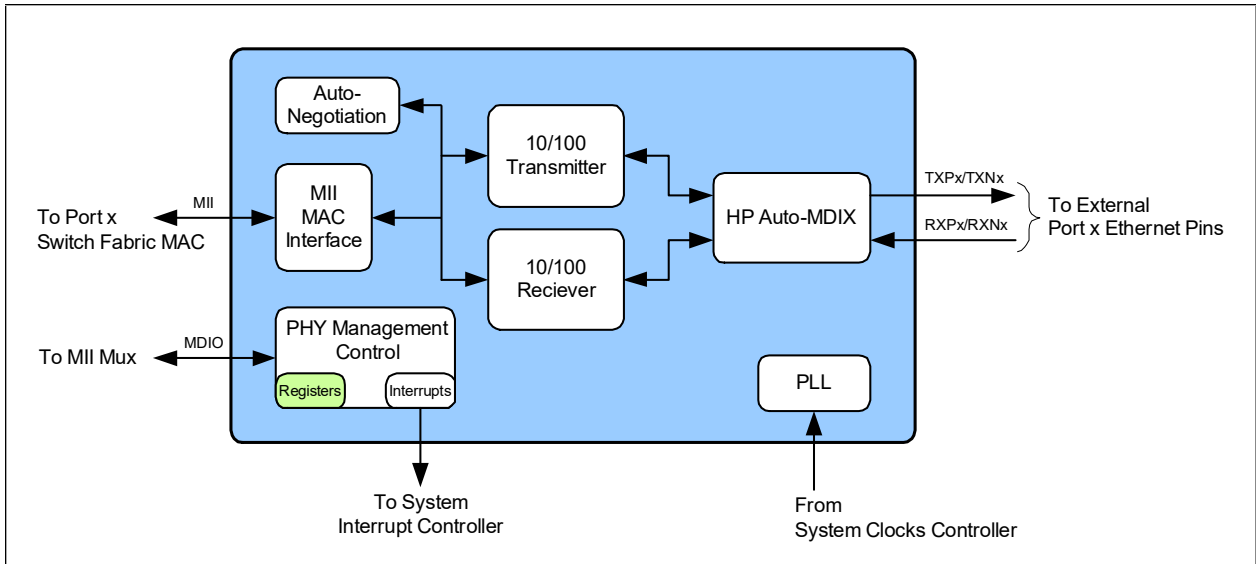 Auto-
Negotiation
10/100
Transmitter
MII
MAC
Interface
HP Auto-MDIX
10/100
Reciever
MII
To Port x
Switch Fabric MAC
TXPx/TXNx
RXPx/RXNx
To External
Port x Ethernet Pins
PHY Management
Control
Registers
Interrupts
MDIO
To MII Mux
PLL
To System
Interrupt Controller
From
System Clocks Controller